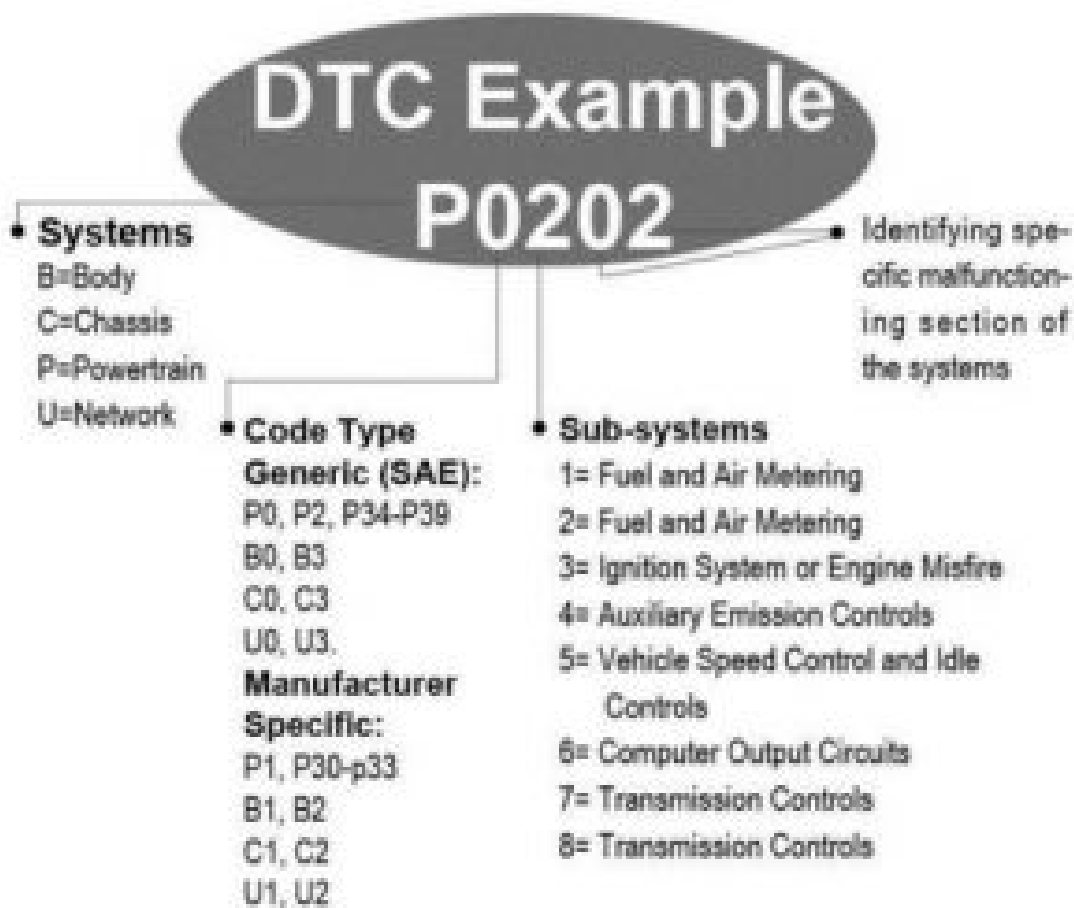 DTC Example
P0202
Systems
B=Body
C=Chassis
P=Powertrain
U=Network
Identifying spe-
cific malfunction-
ing section of
the systems
Code Type
Generic (SAE):
P0, P2, P34-P39
B0, B3
C0, C3
U0, U3.
Manufacturer
Specific:
P1, P30-p33
B1, B2
C1, C2
U1, U2
Sub-systems
1= Fuel and Air Metering
2= Fuel and Air Metering
3= Ignition System or Engine Misfire
4= Auxiliary Emission Controls
5= Vehicle Speed Control and Idle
Controls
6= Computer Output Circuits
7= Transmission Controls
8= Transmission Controls